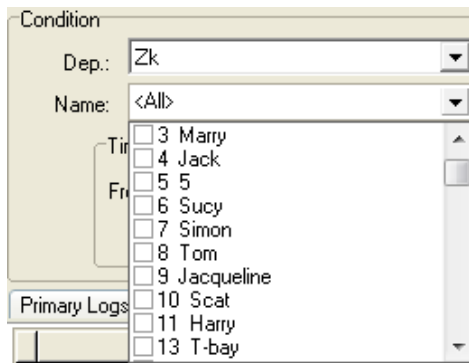 Condition
Dep.: Zk
Name: <All>
3 Marry
4 Jack
5 5
6 Sucy
7 Simon
8 Tom
9 Jacqueline
10 Scat
11 Harry
13 T-bay
Primary Logs